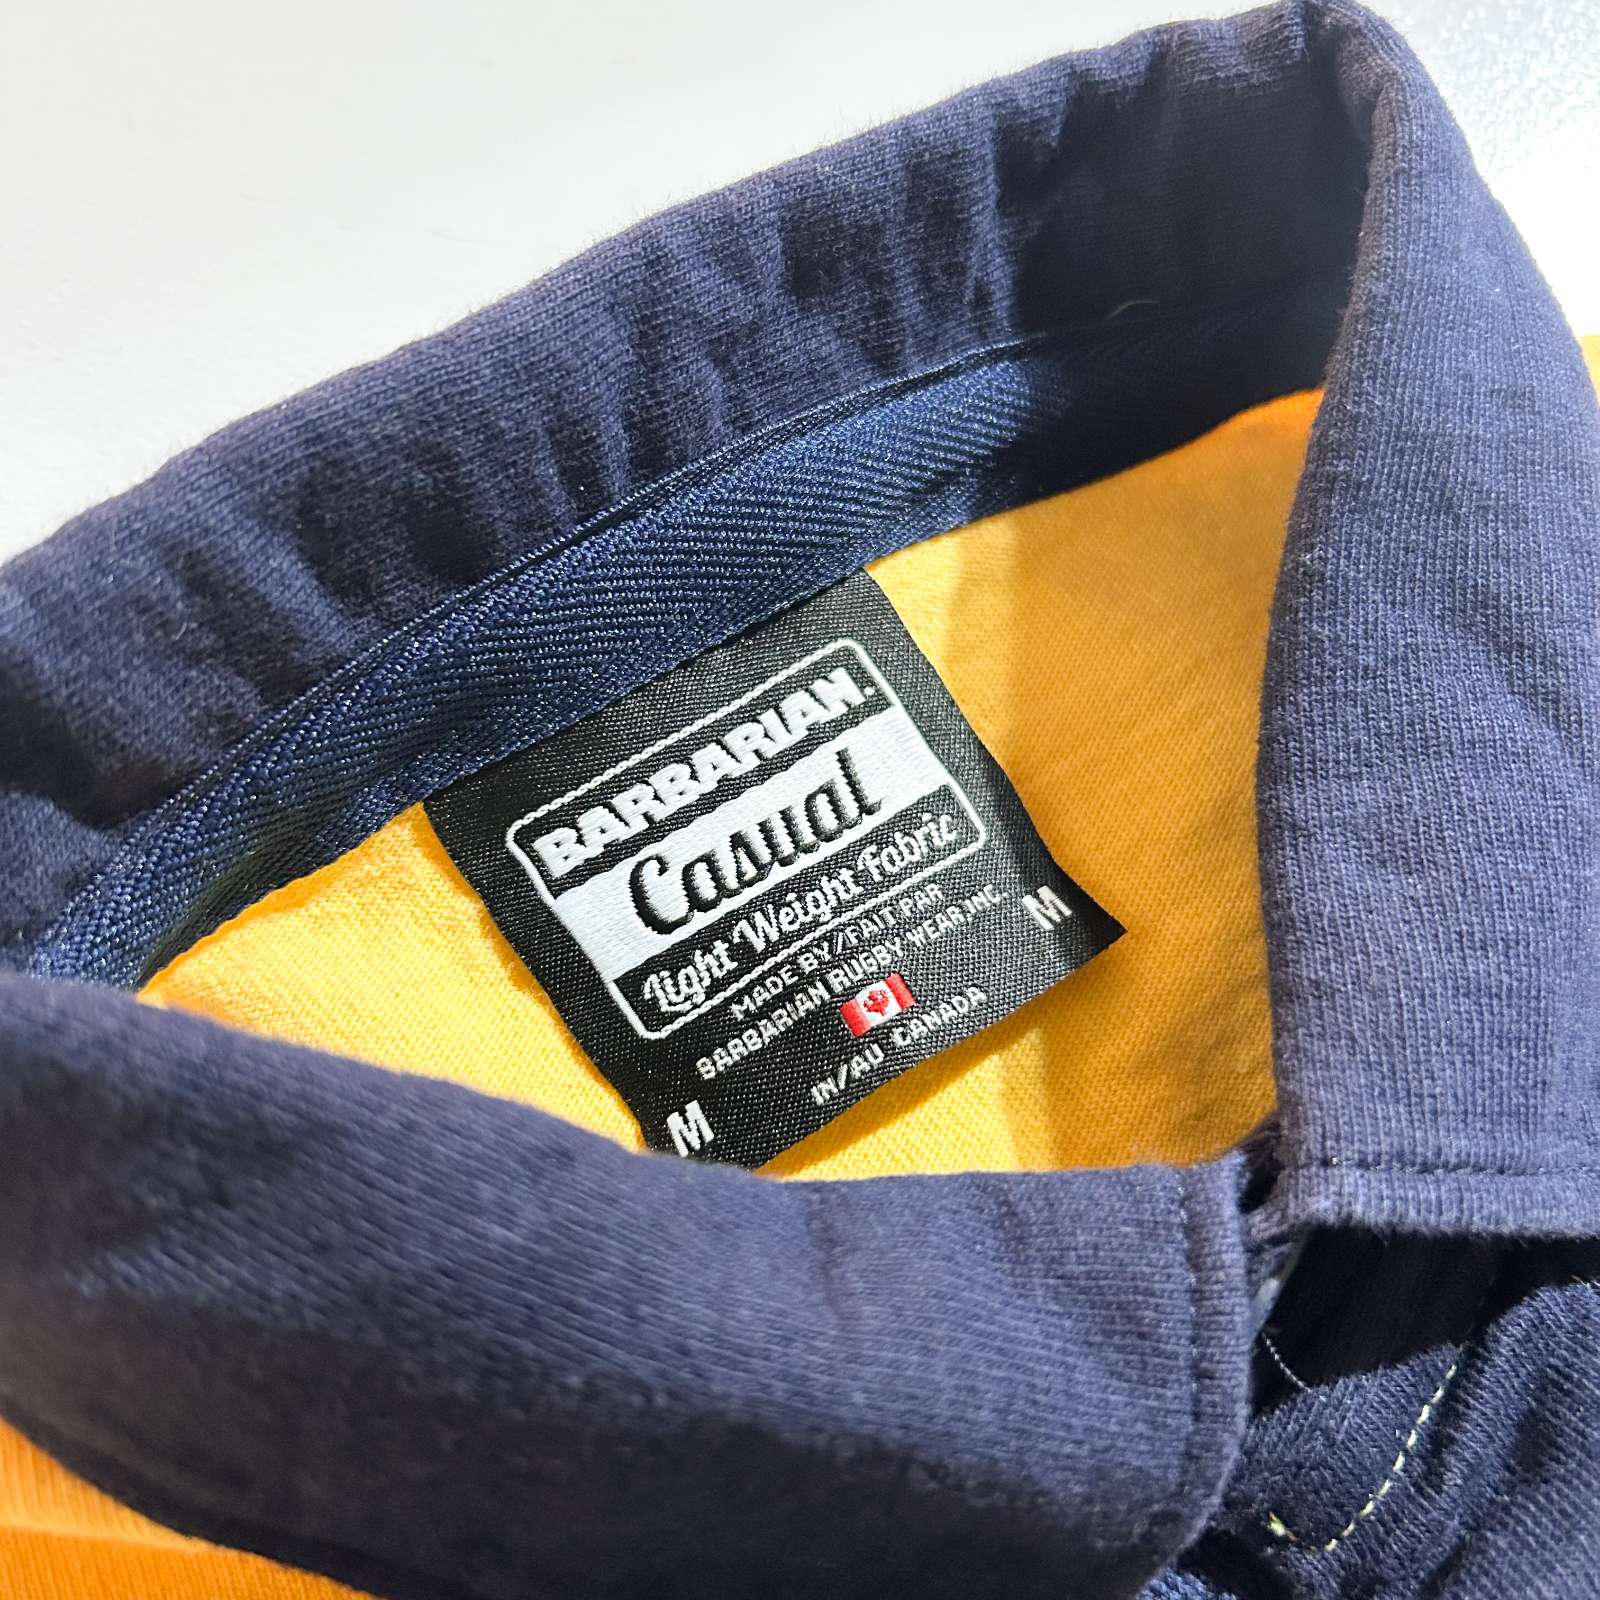 BARBARIAN.
Casual
Light Weight Fabric
MADE BY/FAIT PAR
BARBARIAN RUGBY WEAR INC.
IN/AU CANADA
M M